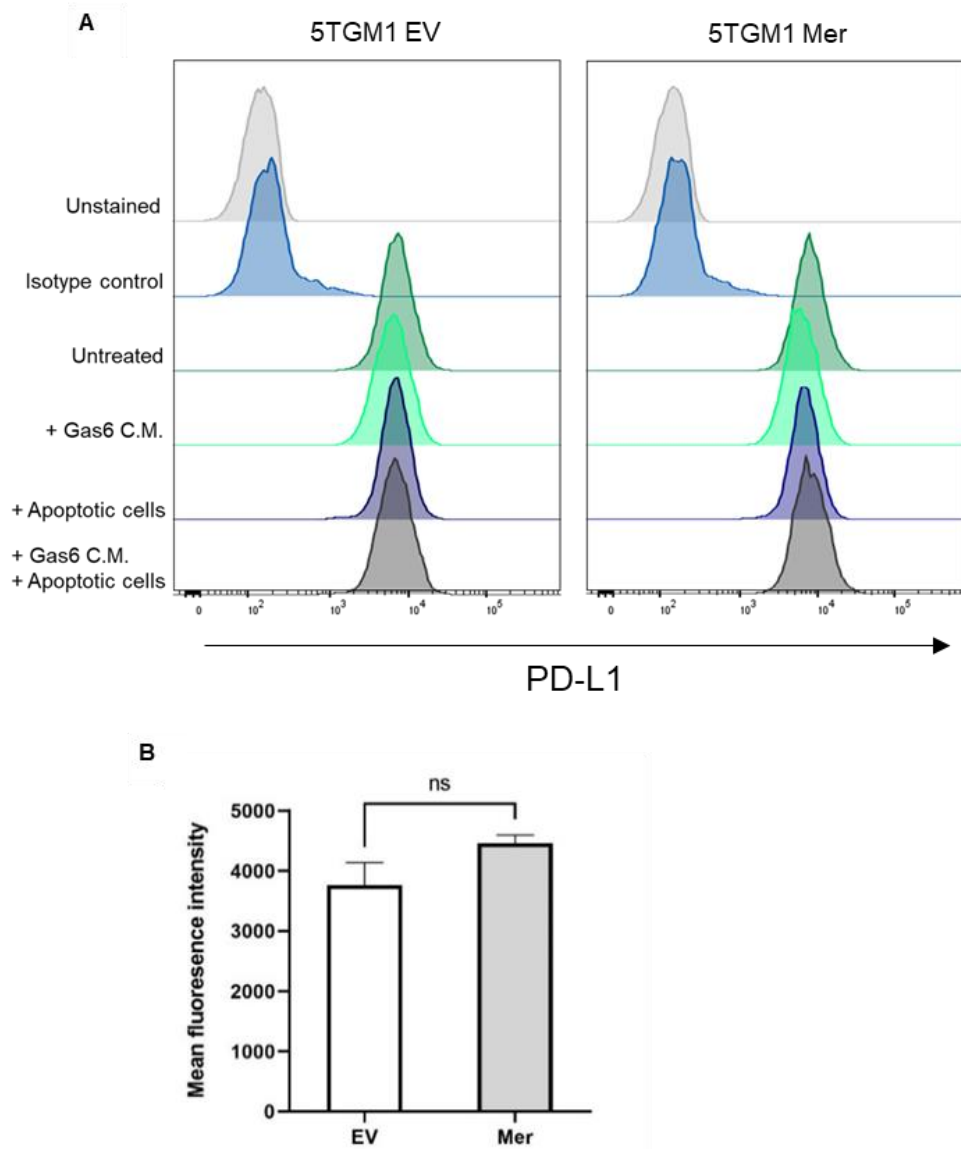 A
5TGM1 EV
5TGM1 Mer
Unstained
Isotype control
Untreated
+ Gas6 C.M.
+ Apoptotic cells
+ Gas6 C.M.
+ Apoptotic cells
0 10² 10³ 10⁴ 10⁵
0 10² 10³ 10⁴ 10⁵
PD-L1
B
ns
Mean fluoresence intensity
5000
4000
3000
2000
1000
0
EV Mer